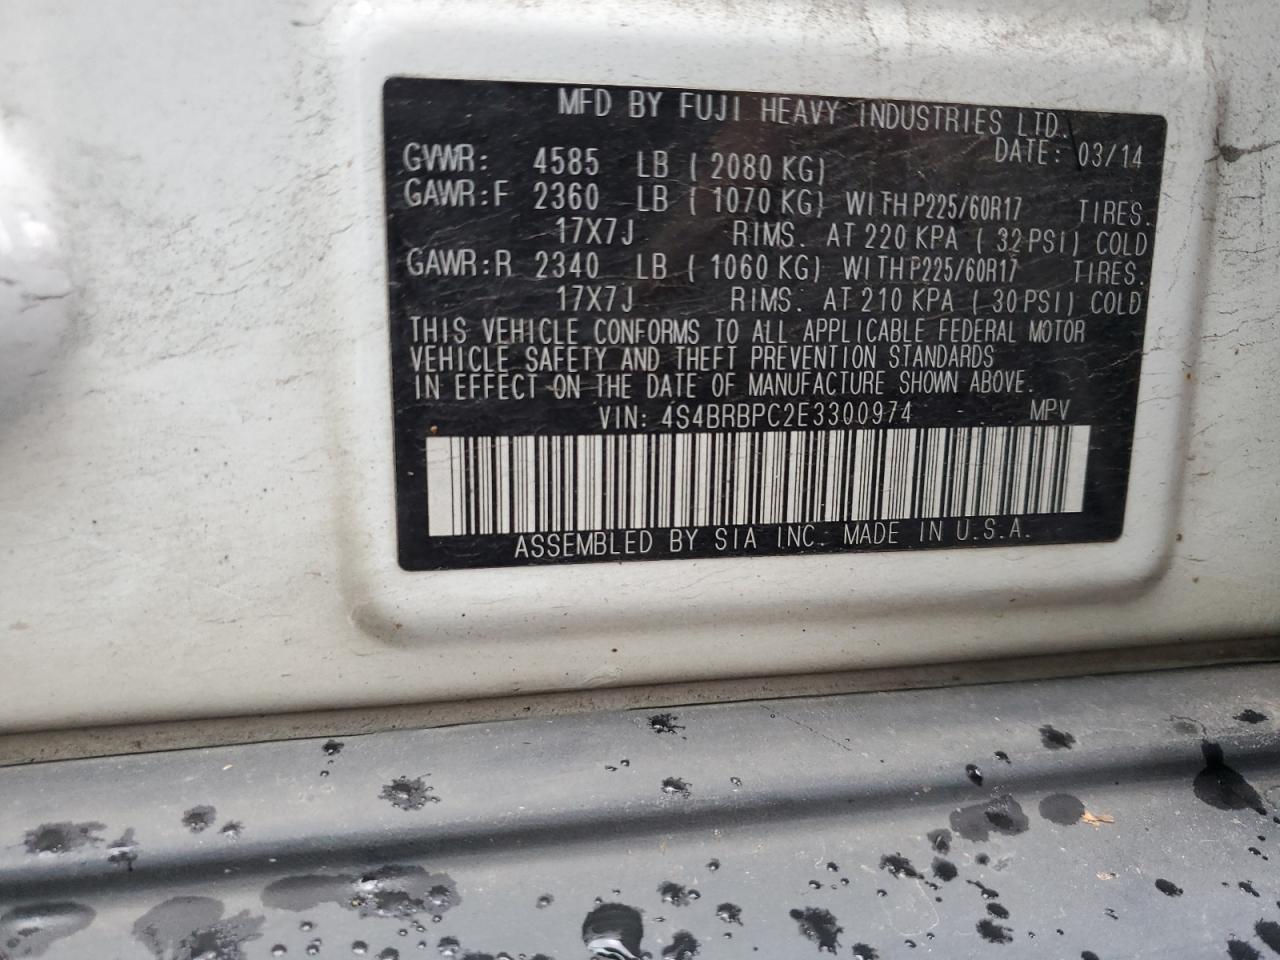 MFD BY FUJI HEAVY INDUSTRIES LTD.
DATE: 03/14
GVWR: 4585 LB ( 2080 KG)
GAWR:F 2360 LB ( 1070 KG) WITH P225/60R17 TIRES.
17X7J RIMS. AT 220 KPA ( 32 PSI) COLD
GAWR:R 2340 LB ( 1060 KG) WITH P225/60R17 TIRES.
17X7J RIMS. AT 210 KPA ( 30 PSI) COLD
THIS VEHICLE CONFORMS TO ALL APPLICABLE FEDERAL MOTOR
VEHICLE SAFETY AND THEFT PREVENTION STANDARDS
IN EFFECT ON THE DATE OF MANUFACTURE SHOWN ABOVE.
VIN: 4S4BRBPC2E3300974 MPV
ASSEMBLED BY SIA INC. MADE IN U.S.A.